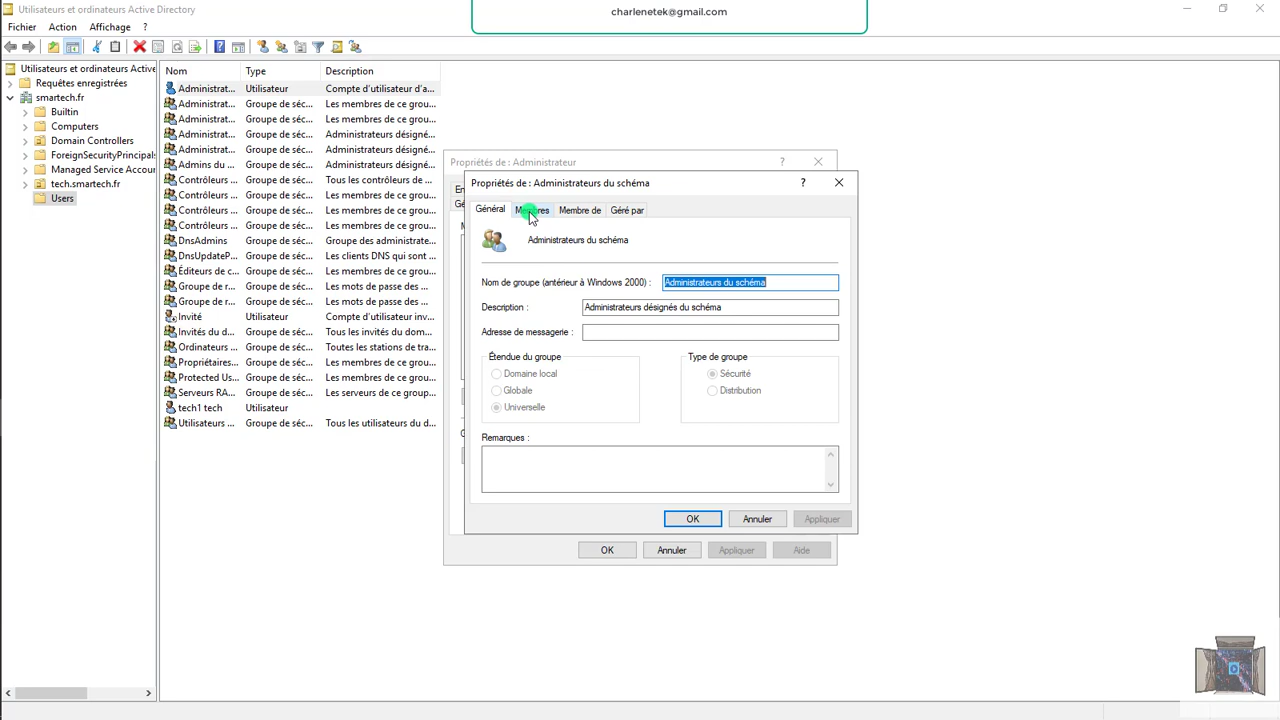 Utilisateurs et ordinateurs Active Directory
charlenetek@gmail.com
Fichier Action Affichage ?
Utilisateurs et ordinateurs Active
Requêtes enregistrées
smartech.fr
Builtin
Computers
Domain Controllers
ForeignSecurityPrincipals
Managed Service Accour
tech.smartech.fr
Users
Nom Type Description
Administrat... Utilisateur Compte d'utilisateur d'a...
Administrat... Groupe de séc... Les membres de ce grou...
Administrat... Groupe de séc... Les membres de ce grou...
Administrat... Groupe de séc... Administrateurs désigné...
Administrat... Groupe de séc... Administrateurs désigné...
Admins du ... Groupe de séc... Administrateurs désigné...
Contrôleurs ... Groupe de séc... Tous les contrôleurs de ...
Contrôleurs ... Groupe de séc... Les membres de ce grou...
Contrôleurs ... Groupe de séc... Les membres de ce grou...
Contrôleurs ... Groupe de séc... Les membres de ce grou...
DnsAdmins Groupe de séc... Groupe des administrate...
DnsUpdateP... Groupe de séc... Les clients DNS qui sont ...
Éditeurs de c... Groupe de séc... Les membres de ce grou...
Groupe de r... Groupe de séc... Les mots de passe des ...
Groupe de r... Groupe de séc... Les mots de passe des ...
Invité Utilisateur Compte d'utilisateur inv...
Invités du d... Groupe de séc... Tous les invités du dom...
Ordinateurs ... Groupe de séc... Toutes les stations de tra...
Propriétaires... Groupe de séc... Les membres de ce grou...
Protected Us... Groupe de séc... Les membres de ce grou...
Serveurs RA... Groupe de séc... Les serveurs de ce group...
tech1 tech Utilisateur
Utilisateurs ... Groupe de séc... Tous les utilisateurs du d...
Propriétés de : Administrateur ?
Propriétés de : Administrateurs du schéma ?
Général Membres Membre de Géré par
Administrateurs du schéma
Nom de groupe (antérieur à Windows 2000) : Administrateurs du schéma
Description : Administrateurs désignés du schéma
Adresse de messagerie :
Étendue du groupe Type de groupe
Domaine local Sécurité
Globale Distribution
Universelle
Remarques :
OK Annuler Appliquer
OK Annuler Appliquer Aide